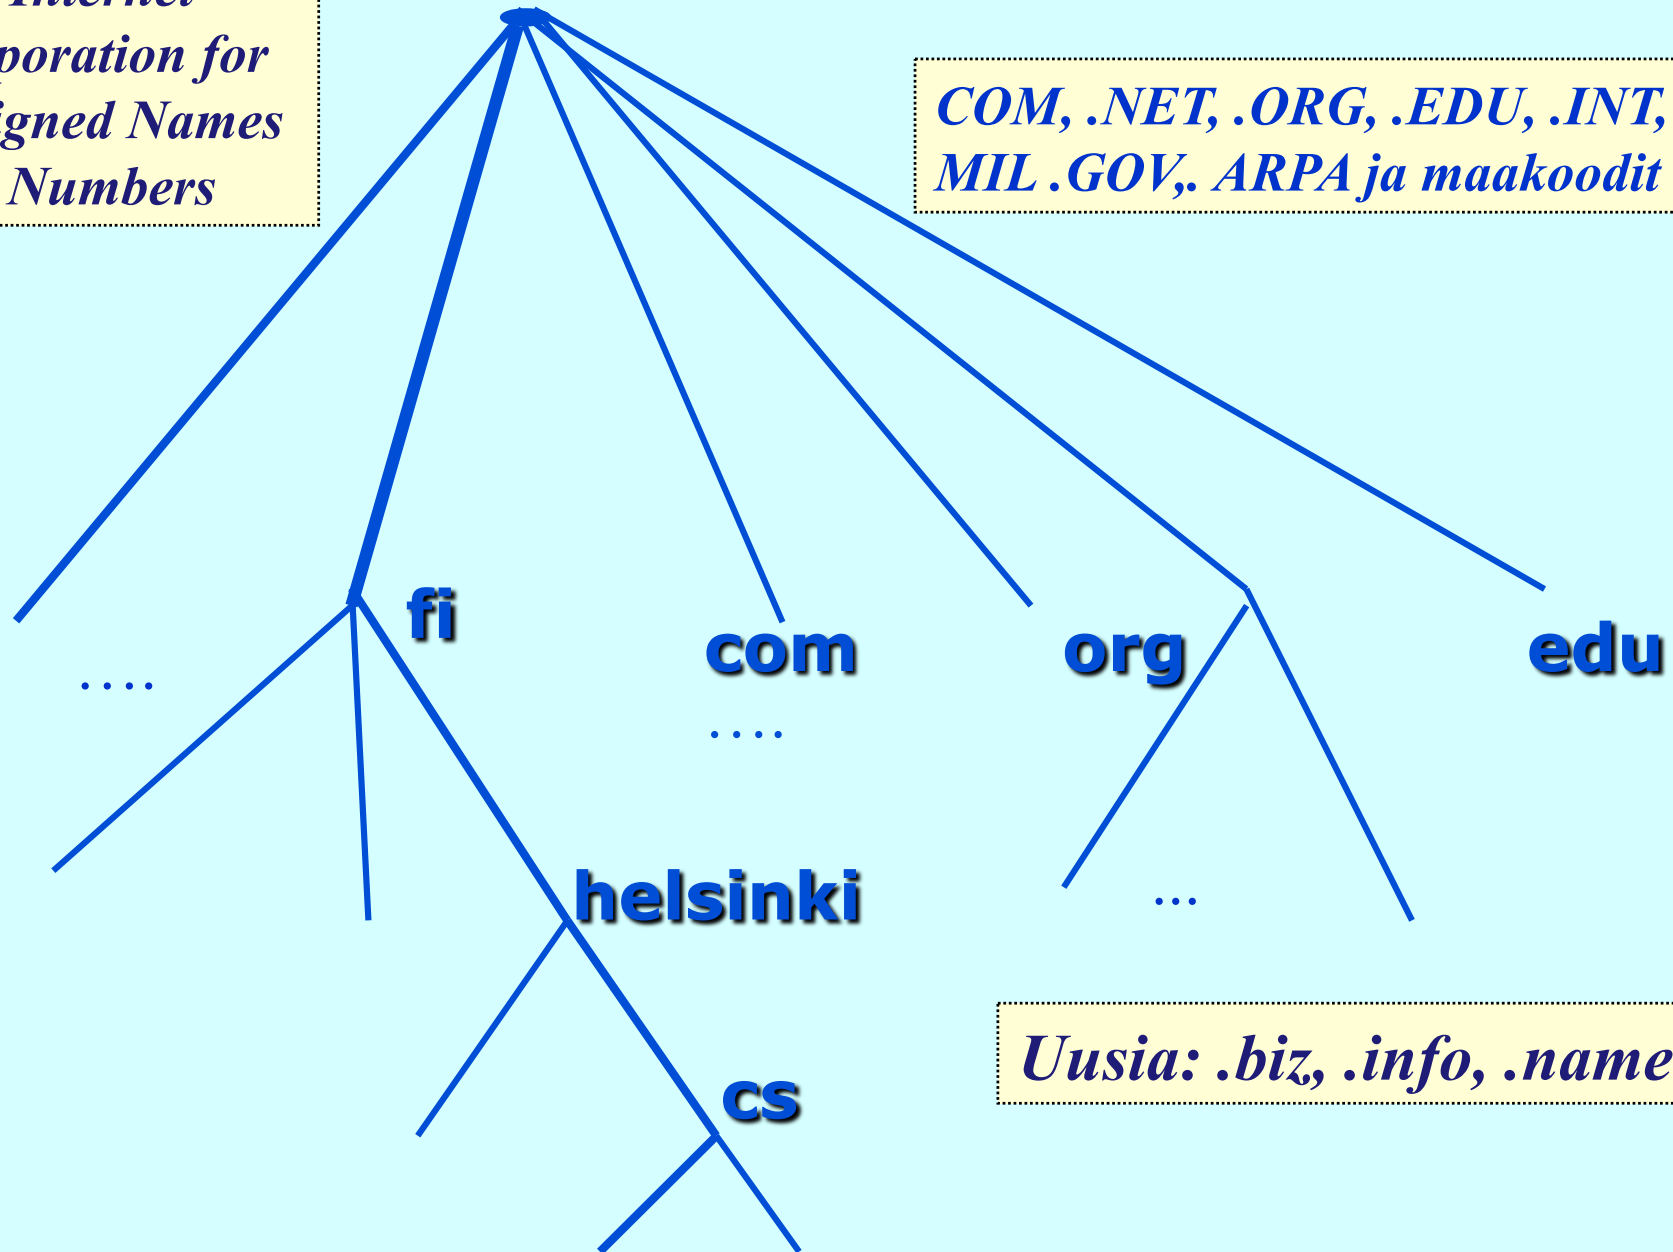 Internet
poration for
igned Names
Numbers
COM, .NET, .ORG, .EDU, .INT,
MIL .GOV,. ARPA ja maakoodit
fi
com
org
edu
....
....
helsinki
...
Uusia: .biz, .info, .name
cs